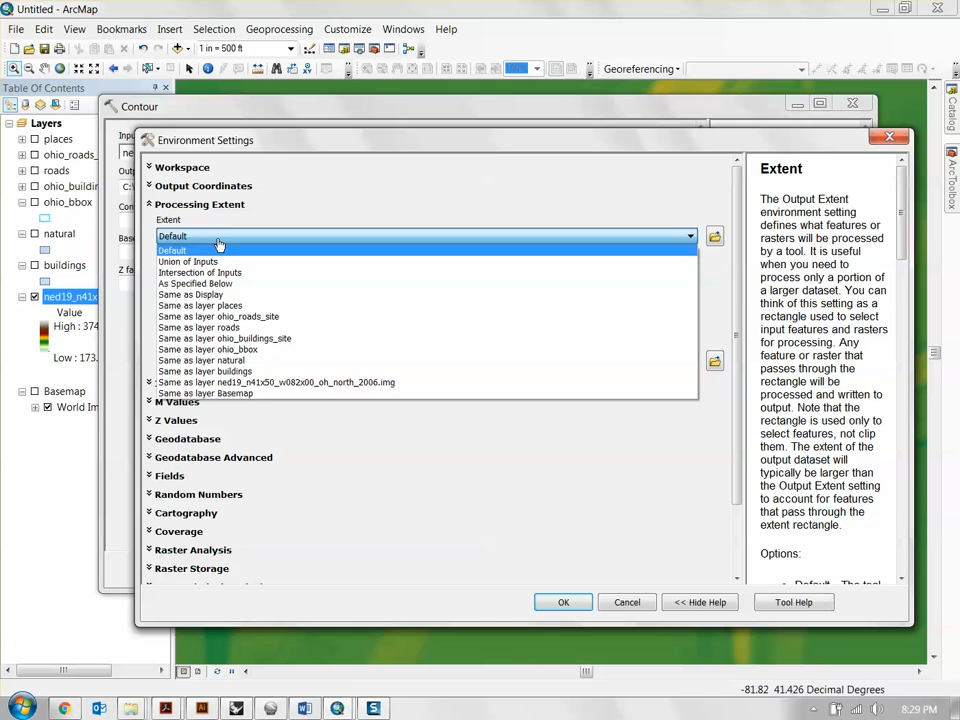 Untitled - ArcMap
File Edit View Bookmarks Insert Selection Geoprocessing Customize Windows Help
1 in = 500 ft
Georeferencing
Table Of Contents
Layers
places
ohio_roads_
roads
ohio_buildin
ohio_bbox
natural
buildings
ned19_n41x
Value
High : 374
Low : 173.
Basemap
World Im
Contour
Environment Settings
Workspace
Output Coordinates
Processing Extent
Extent
Default
Default
Union of Inputs
Intersection of Inputs
As Specified Below
Same as Display
Same as layer places
Same as layer ohio_roads_site
Same as layer roads
Same as layer ohio_buildings_site
Same as layer ohio_bbox
Same as layer natural
Same as layer buildings
Same as layer ned19_n41x50_w082x00_oh_north_2006.img
Same as layer Basemap
M Values
Z Values
Geodatabase
Geodatabase Advanced
Fields
Random Numbers
Cartography
Coverage
Raster Analysis
Raster Storage
OK
Cancel
<< Hide Help
Tool Help
Extent
The Output Extent
environment setting
defines what features or
rasters will be processed
by a tool. It is useful
when you need to
process only a portion of
a larger dataset. You can
think of this setting as a
rectangle used to select
input features and rasters
for processing. Any
feature or raster that
passes through the
rectangle will be
processed and written to
output. Note that the
rectangle is used only to
select features, not clip
them. The extent of the
output dataset will
typically be larger than
the Output Extent setting
to account for features
that pass through the
extent rectangle.
Options:
Catalog
ArcToolbox
-81.82 41.426 Decimal Degrees
8:29 PM